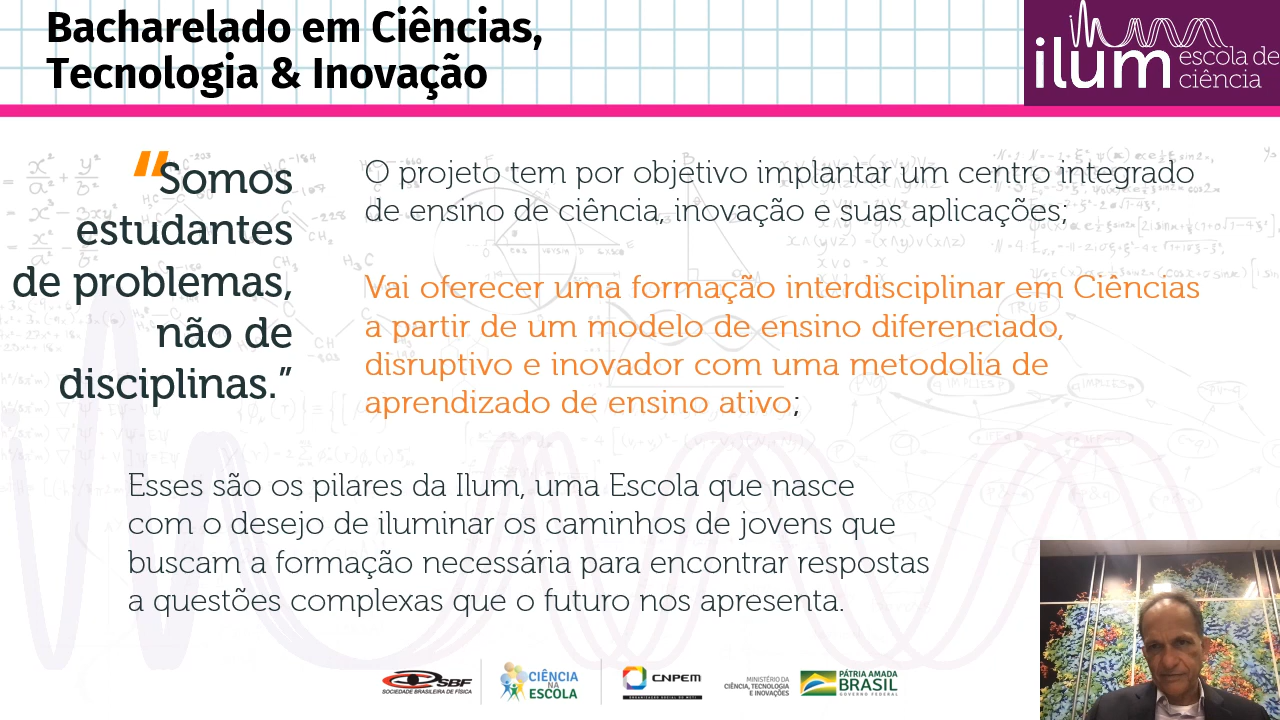 Bacharelado em Ciências,
Tecnologia & Inovação
ilum escola de
ciência
“Somos
estudantes
de problemas,
não de
disciplinas.”
O projeto tem por objetivo implantar um centro integrado
de ensino de ciência, inovação e suas aplicações;
Vai oferecer uma formação interdisciplinar em Ciências
a partir de um modelo de ensino diferenciado,
disruptivo e inovador com uma metodolia de
aprendizado de ensino ativo;
Esses são os pilares da Ilum, uma Escola que nasce
com o desejo de iluminar os caminhos de jovens que
buscam a formação necessária para encontrar respostas
a questões complexas que o futuro nos apresenta.
SBF
SOCIEDADE BRASILEIRA DE FÍSICA
CIÊNCIA
NA
ESCOLA
CNPEM
MINISTÉRIO DA
CIÊNCIA, TECNOLOGIA
E INOVAÇÕES
PÁTRIA AMADA
BRASIL
GOVERNO FEDERAL